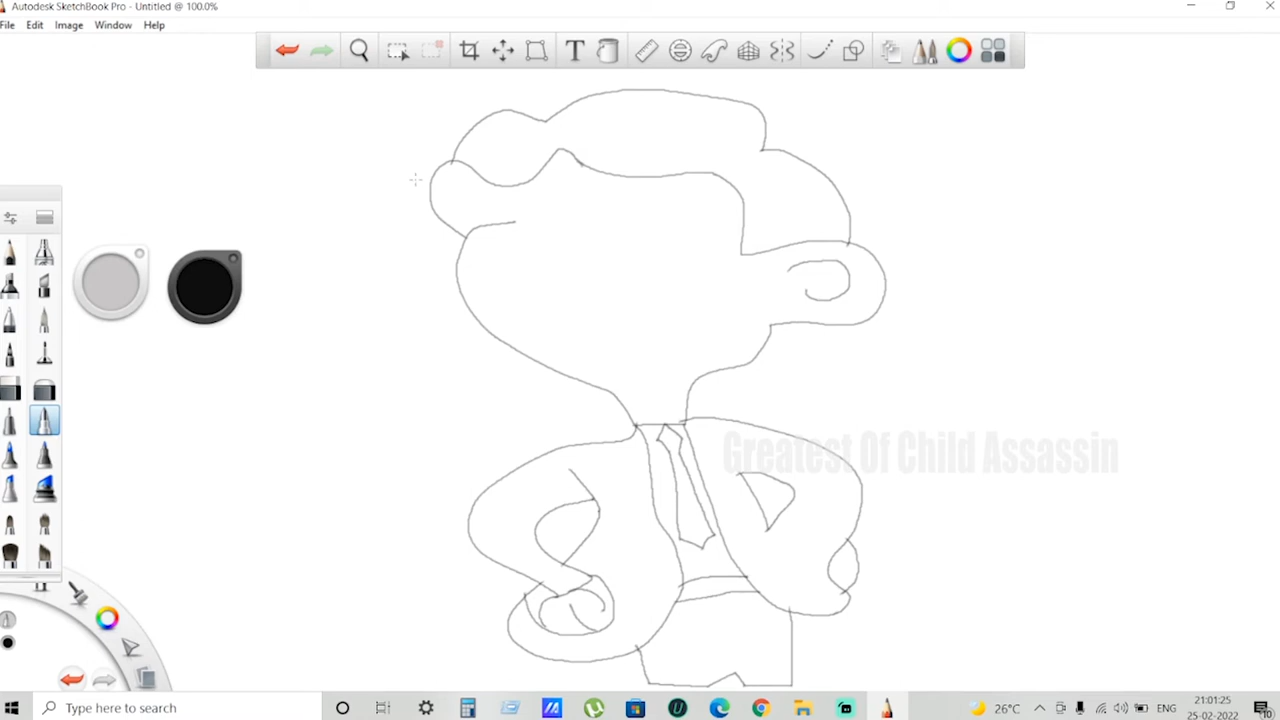 Autodesk SketchBook Pro - Untitled @ 100.0%
File Edit Image Window Help
T
Greatest Of Child Assassin
Type here to search
26°C
ENG
21:01:25
25-02-2022